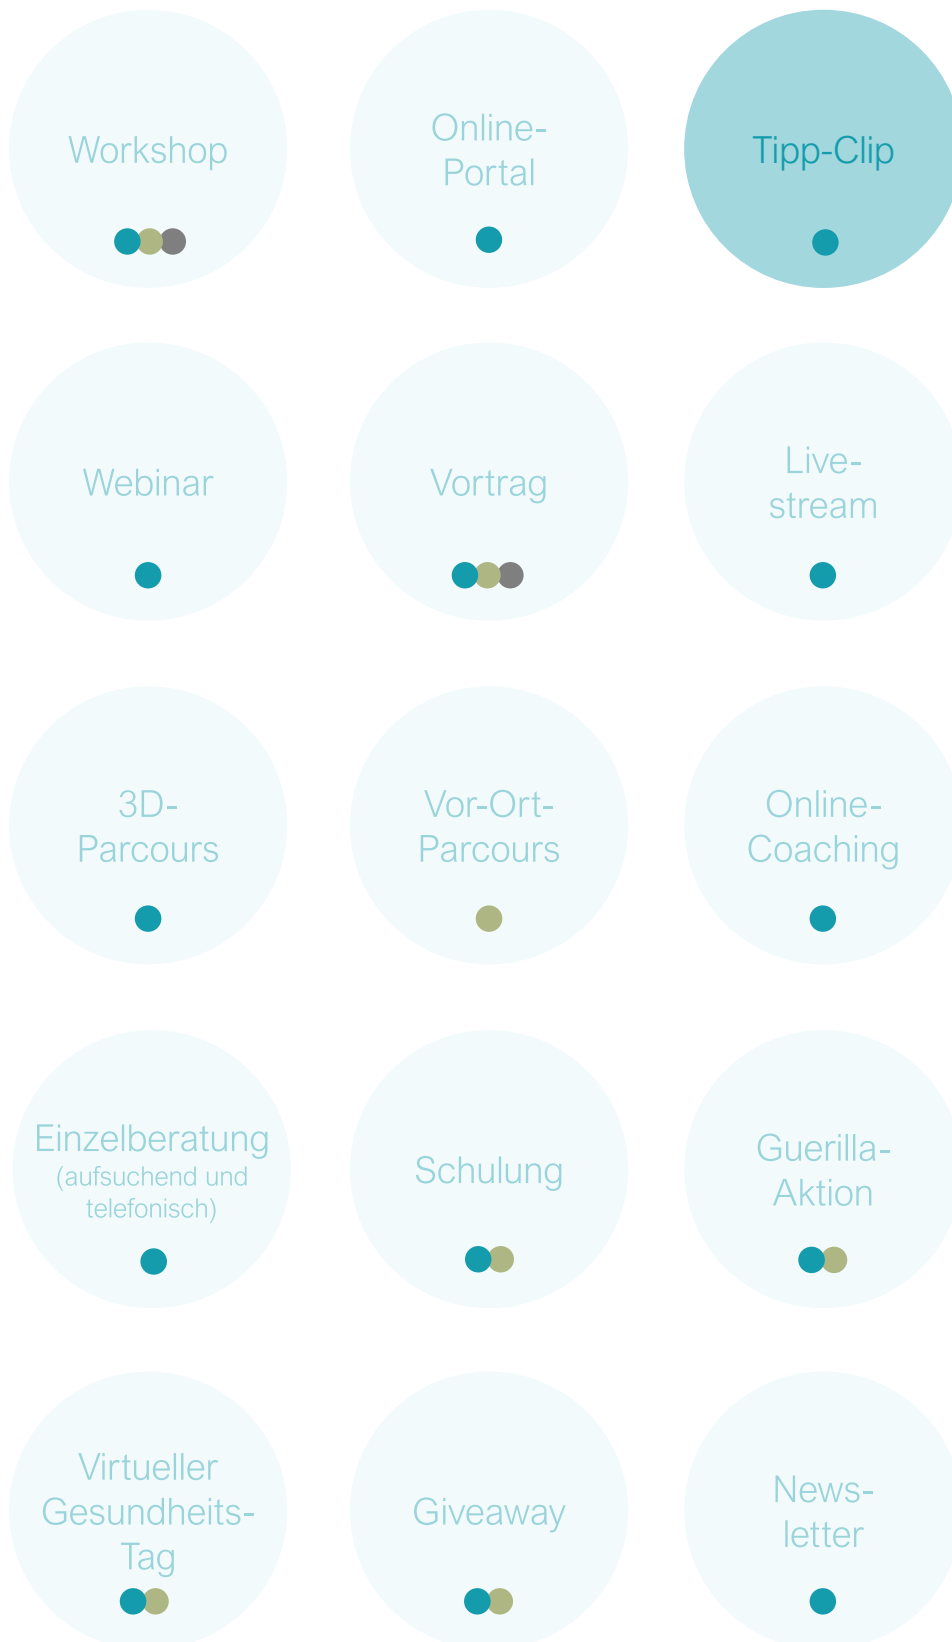 Workshop
Online-
Portal
Tipp-Clip
Webinar
Vortrag
Live-
stream
3D-
Parcours
Vor-Ort-
Parcours
Online-
Coaching
Einzelberatung
(aufsuchend und
telefonisch)
Schulung
Guerilla-
Aktion
Virtueller
Gesundheits-
Tag
Giveaway
News-
letter